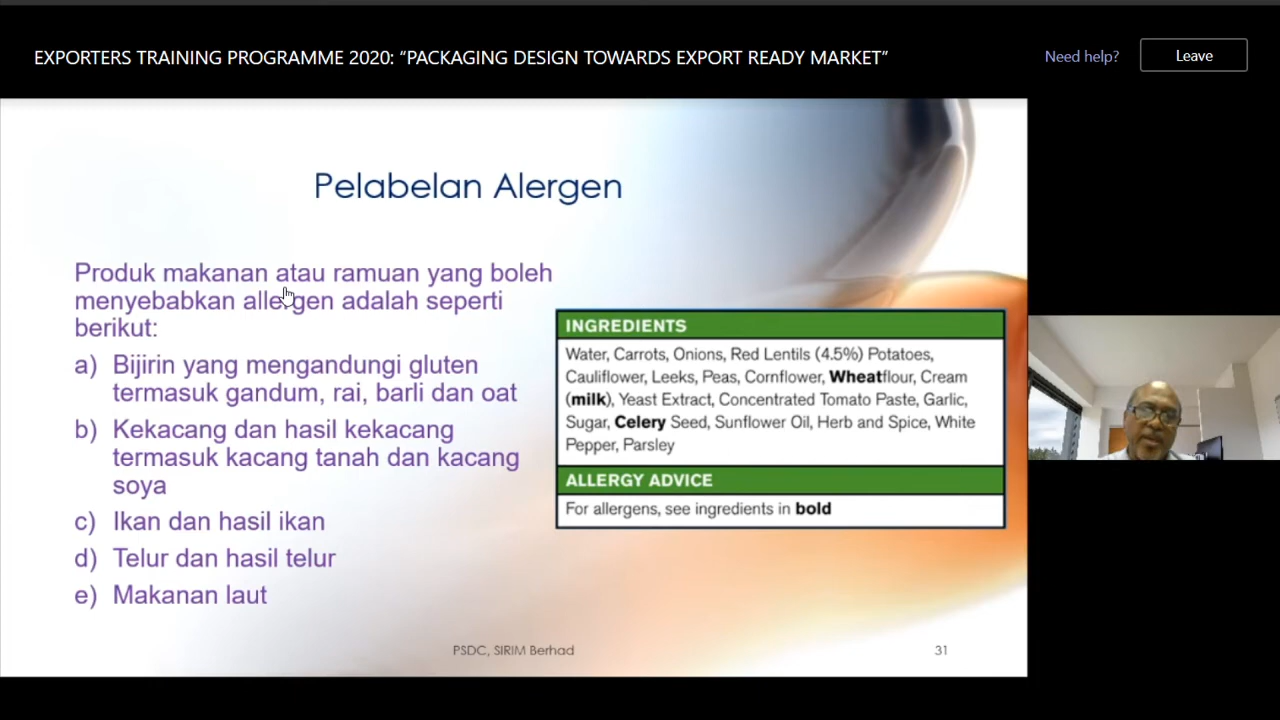 EXPORTERS TRAINING PROGRAMME 2020: “PACKAGING DESIGN TOWARDS EXPORT READY MARKET”
Need help?
Leave
Pelabelan Alergen
Produk makanan atau ramuan yang boleh
menyebabkan allergen adalah seperti
berikut:
a) Bijirin yang mengandungi gluten
termasuk gandum, rai, barli dan oat
b) Kekacang dan hasil kekacang
termasuk kacang tanah dan kacang
soya
c) Ikan dan hasil ikan
d) Telur dan hasil telur
e) Makanan laut
INGREDIENTS
Water, Carrots, Onions, Red Lentils (4.5%) Potatoes,
Cauliflower, Leeks, Peas, Cornflower, Wheatflour, Cream
(milk), Yeast Extract, Concentrated Tomato Paste, Garlic,
Sugar, Celery Seed, Sunflower Oil, Herb and Spice, White
Pepper, Parsley
ALLERGY ADVICE
For allergens, see ingredients in bold
PSDC, SIRIM Berhad
31